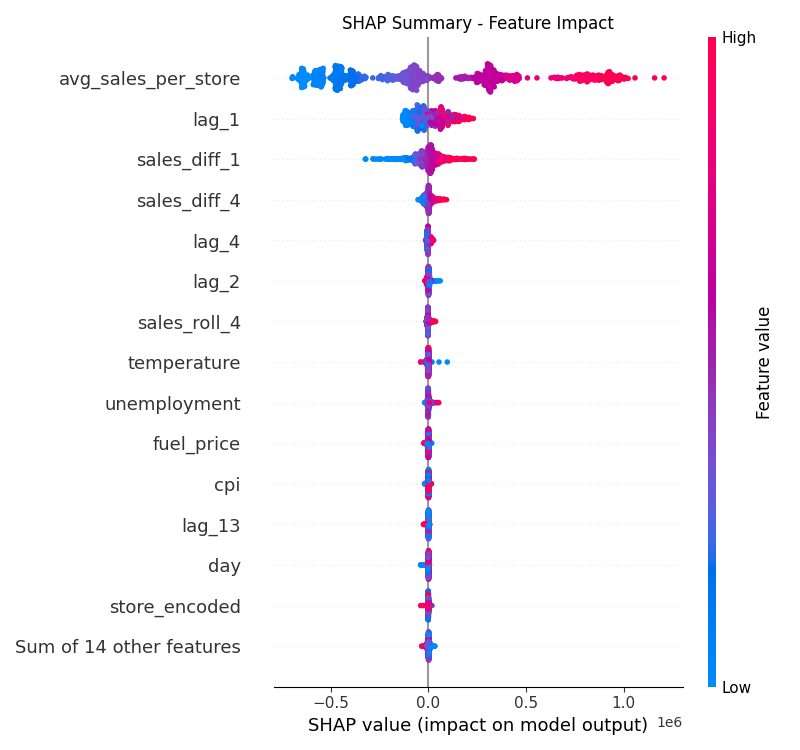 SHAP Summary - Feature Impact
High
avg_sales_per_store
lag_1
sales_diff_1
sales_diff_4
lag_4
lag_2
sales_roll_4
temperature
unemployment
fuel_price
cpi
lag_13
day
store_encoded
Sum of 14 other features
Feature value
Low
−0.5 0.0 0.5 1.0
1e6
SHAP value (impact on model output)